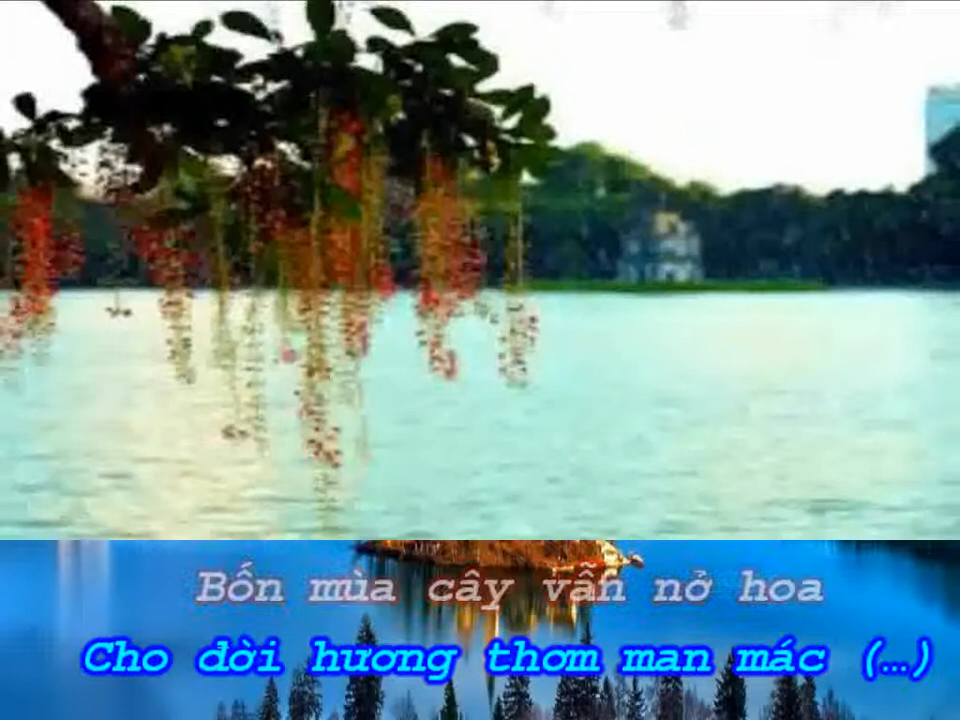 Bốn mùa cây vẫn nở hoa
Cho đời hương thơm man mác (...)